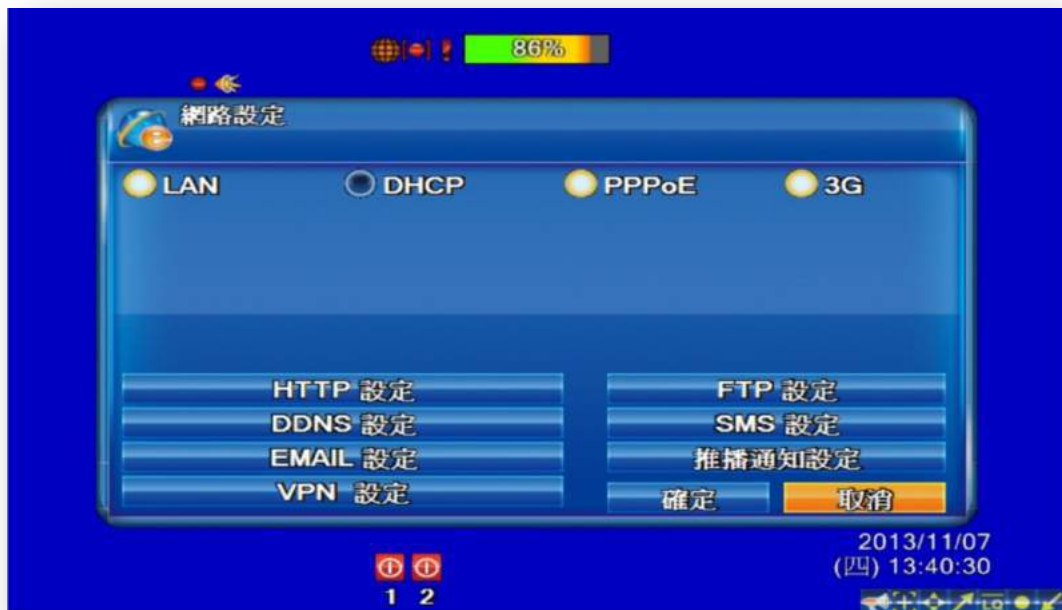 86%
網路設定
LAN DHCP PPPoE 3G
HTTP 設定 FTP 設定
DDNS 設定 SMS 設定
EMAIL 設定 推播通知設定
VPN 設定 確定 取消
2013/11/07
(四) 13:40:30
1 2